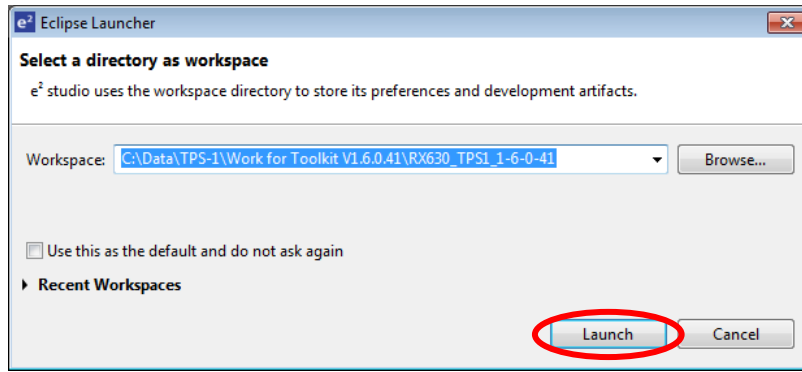 e² Eclipse Launcher
Select a directory as workspace
e² studio uses the workspace directory to store its preferences and development artifacts.
Workspace: C:\Data\TPS-1\Work for Toolkit V1.6.0.41\RX630_TPS1_1-6-0-41 Browse...
Use this as the default and do not ask again
Recent Workspaces
Launch Cancel